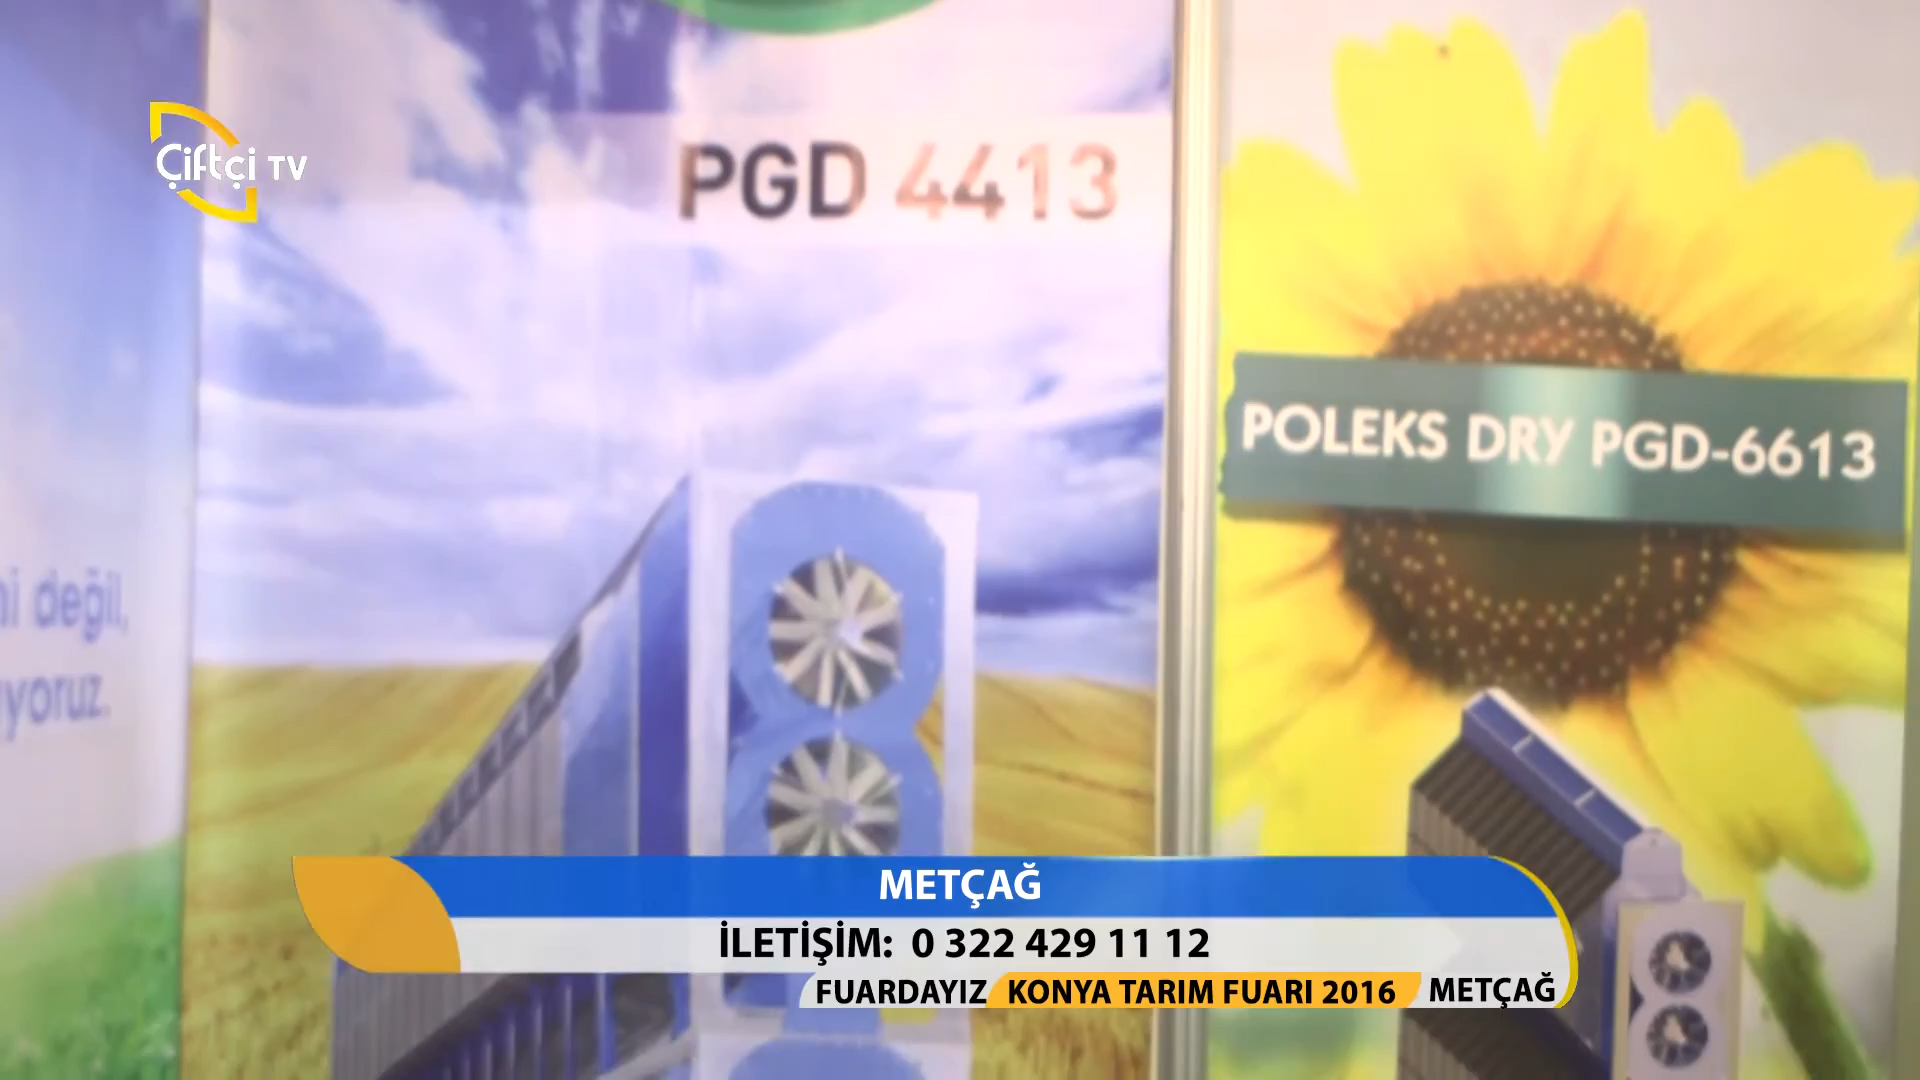 Çiftçi TV
PGD 4413
POLEKS DRY PGD-6613
değil,
METÇAĞ
İLETİŞİM: 0 322 429 11 12
FUARDAYIZ KONYA TARIM FUARI 2016 METÇAĞ